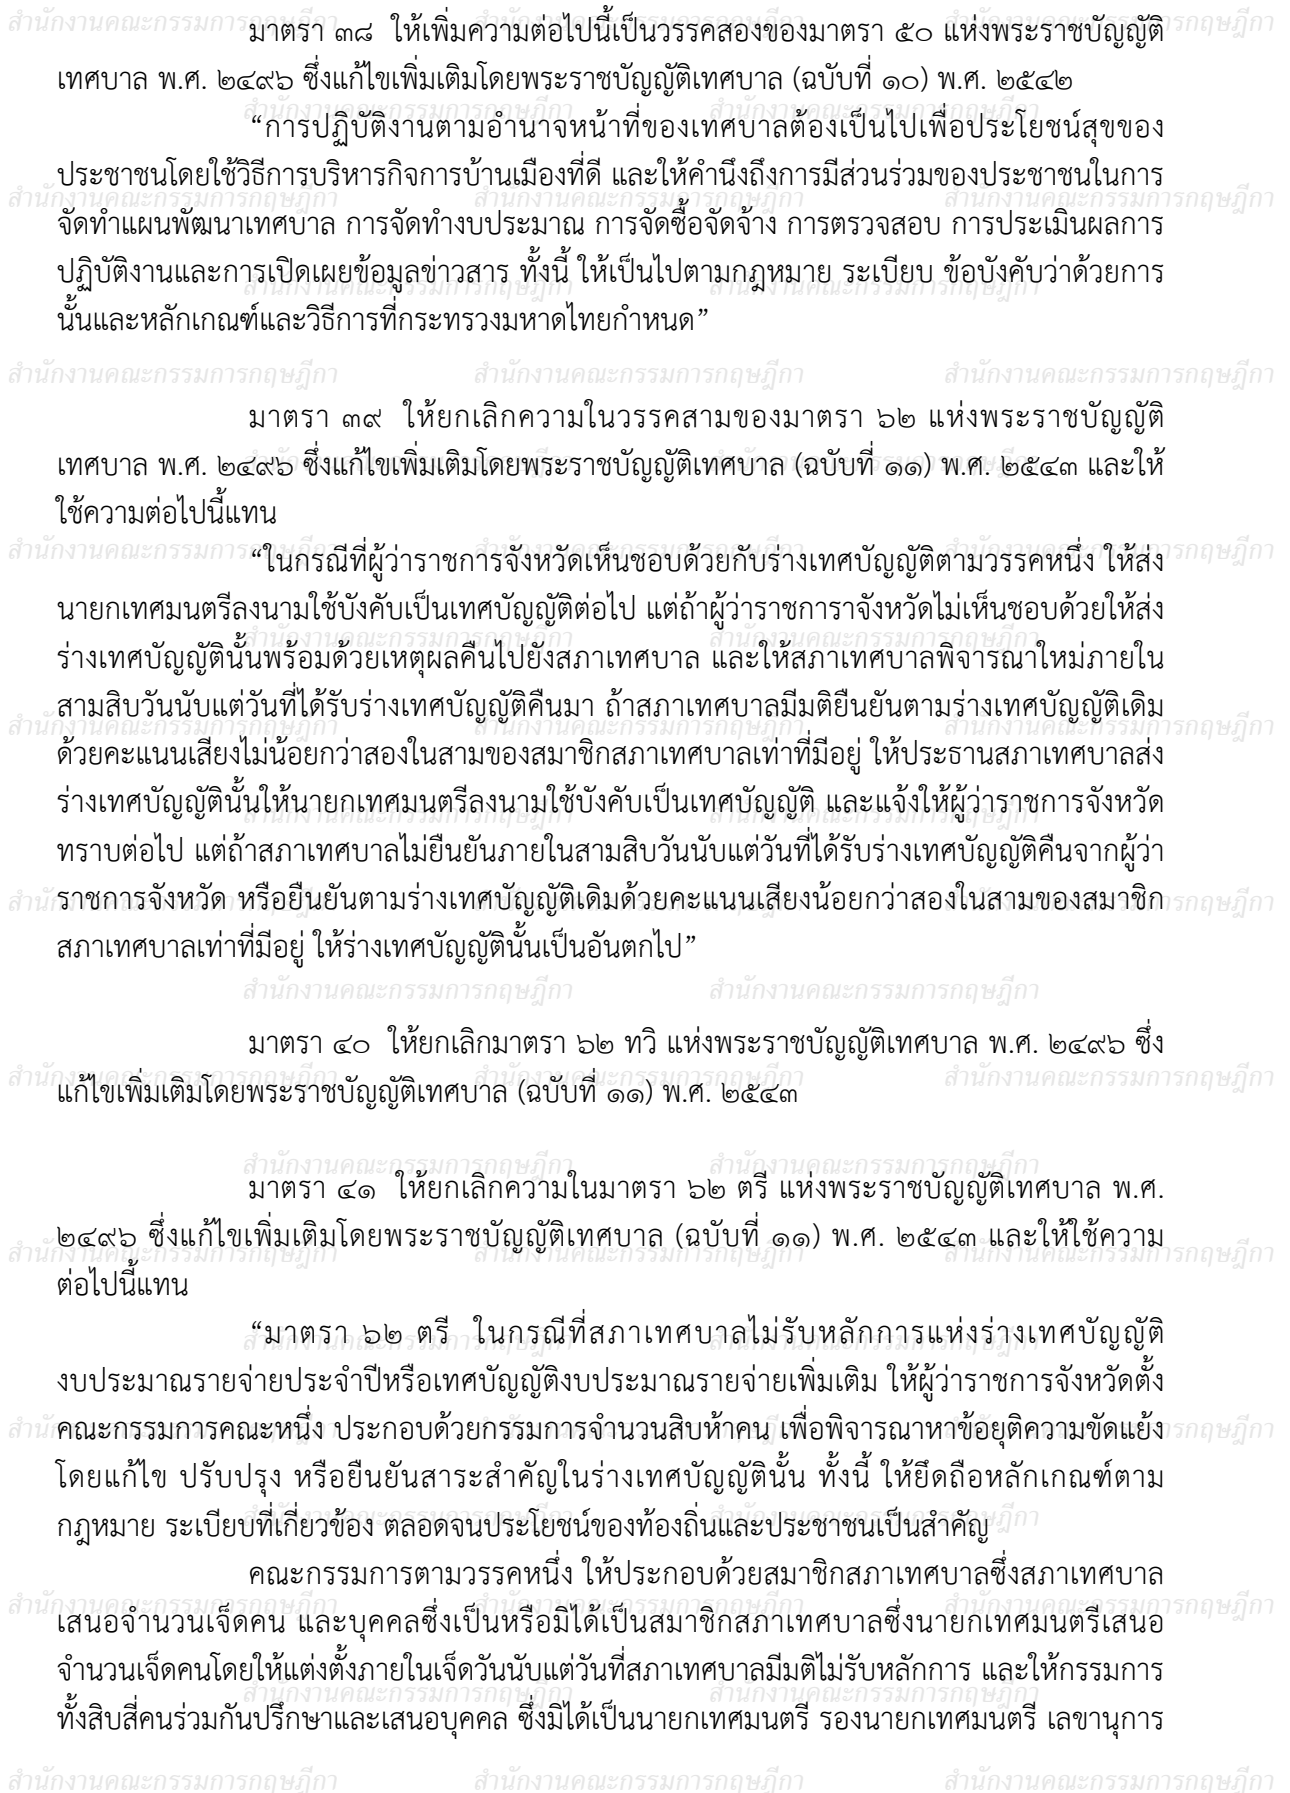 มาตรา ๓๘  ให้เพิ่มความต่อไปนี้เป็นวรรคสองของมาตรา ๕๐ แห่งพระราชบัญญัติ
เทศบาล พ.ศ. ๒๔๙๖ ซึ่งแก้ไขเพิ่มเติมโดยพระราชบัญญัติเทศบาล (ฉบับที่ ๑๐) พ.ศ. ๒๕๔๒
“การปฏิบัติงานตามอำนาจหน้าที่ของเทศบาลต้องเป็นไปเพื่อประโยชน์สุขของ
ประชาชนโดยใช้วิธีการบริหารกิจการบ้านเมืองที่ดี และให้คำนึงถึงการมีส่วนร่วมของประชาชนในการ
จัดทำแผนพัฒนาเทศบาล การจัดทำงบประมาณ การจัดซื้อจัดจ้าง การตรวจสอบ การประเมินผลการ
ปฏิบัติงานและการเปิดเผยข้อมูลข่าวสาร ทั้งนี้ ให้เป็นไปตามกฎหมาย ระเบียบ ข้อบังคับว่าด้วยการ
นั้นและหลักเกณฑ์และวิธีการที่กระทรวงมหาดไทยกำหนด”
มาตรา ๓๙  ให้ยกเลิกความในวรรคสามของมาตรา ๖๒ แห่งพระราชบัญญัติ
เทศบาล พ.ศ. ๒๔๙๖ ซึ่งแก้ไขเพิ่มเติมโดยพระราชบัญญัติเทศบาล (ฉบับที่ ๑๑) พ.ศ. ๒๕๔๓ และให้
ใช้ความต่อไปนี้แทน
“ในกรณีที่ผู้ว่าราชการจังหวัดเห็นชอบด้วยกับร่างเทศบัญญัติตามวรรคหนึ่ง ให้ส่ง
นายกเทศมนตรีลงนามใช้บังคับเป็นเทศบัญญัติต่อไป แต่ถ้าผู้ว่าราชการาจังหวัดไม่เห็นชอบด้วยให้ส่ง
ร่างเทศบัญญัตินั้นพร้อมด้วยเหตุผลคืนไปยังสภาเทศบาล และให้สภาเทศบาลพิจารณาใหม่ภายใน
สามสิบวันนับแต่วันที่ได้รับร่างเทศบัญญัติคืนมา ถ้าสภาเทศบาลมีมติยืนยันตามร่างเทศบัญญัติเดิม
ด้วยคะแนนเสียงไม่น้อยกว่าสองในสามของสมาชิกสภาเทศบาลเท่าที่มีอยู่ ให้ประธานสภาเทศบาลส่ง
ร่างเทศบัญญัตินั้นให้นายกเทศมนตรีลงนามใช้บังคับเป็นเทศบัญญัติ และแจ้งให้ผู้ว่าราชการจังหวัด
ทราบต่อไป แต่ถ้าสภาเทศบาลไม่ยืนยันภายในสามสิบวันนับแต่วันที่ได้รับร่างเทศบัญญัติคืนจากผู้ว่า
ราชการจังหวัด หรือยืนยันตามร่างเทศบัญญัติเดิมด้วยคะแนนเสียงน้อยกว่าสองในสามของสมาชิก
สภาเทศบาลเท่าที่มีอยู่ ให้ร่างเทศบัญญัตินั้นเป็นอันตกไป”
มาตรา ๔๐  ให้ยกเลิกมาตรา ๖๒ ทวิ แห่งพระราชบัญญัติเทศบาล พ.ศ. ๒๔๙๖ ซึ่ง
แก้ไขเพิ่มเติมโดยพระราชบัญญัติเทศบาล (ฉบับที่ ๑๑) พ.ศ. ๒๕๔๓
มาตรา ๔๑  ให้ยกเลิกความในมาตรา ๖๒ ตรี แห่งพระราชบัญญัติเทศบาล พ.ศ.
๒๔๙๖ ซึ่งแก้ไขเพิ่มเติมโดยพระราชบัญญัติเทศบาล (ฉบับที่ ๑๑) พ.ศ. ๒๕๔๓ และให้ใช้ความ
ต่อไปนี้แทน
“มาตรา ๖๒ ตรี  ในกรณีที่สภาเทศบาลไม่รับหลักการแห่งร่างเทศบัญญัติ
งบประมาณรายจ่ายประจำปีหรือเทศบัญญัติงบประมาณรายจ่ายเพิ่มเติม ให้ผู้ว่าราชการจังหวัดตั้ง
คณะกรรมการคณะหนึ่ง ประกอบด้วยกรรมการจำนวนสิบห้าคน เพื่อพิจารณาหาข้อยุติความขัดแย้ง
โดยแก้ไข ปรับปรุง หรือยืนยันสาระสำคัญในร่างเทศบัญญัตินั้น ทั้งนี้ ให้ยึดถือหลักเกณฑ์ตาม
กฎหมาย ระเบียบที่เกี่ยวข้อง ตลอดจนประโยชน์ของท้องถิ่นและประชาชนเป็นสำคัญ
คณะกรรมการตามวรรคหนึ่ง ให้ประกอบด้วยสมาชิกสภาเทศบาลซึ่งสภาเทศบาล
เสนอจำนวนเจ็ดคน และบุคคลซึ่งเป็นหรือมิได้เป็นสมาชิกสภาเทศบาลซึ่งนายกเทศมนตรีเสนอ
จำนวนเจ็ดคนโดยให้แต่งตั้งภายในเจ็ดวันนับแต่วันที่สภาเทศบาลมีมติไม่รับหลักการ และให้กรรมการ
ทั้งสิบสี่คนร่วมกันปรึกษาและเสนอบุคคล ซึ่งมิได้เป็นนายกเทศมนตรี รองนายกเทศมนตรี เลขานุการ